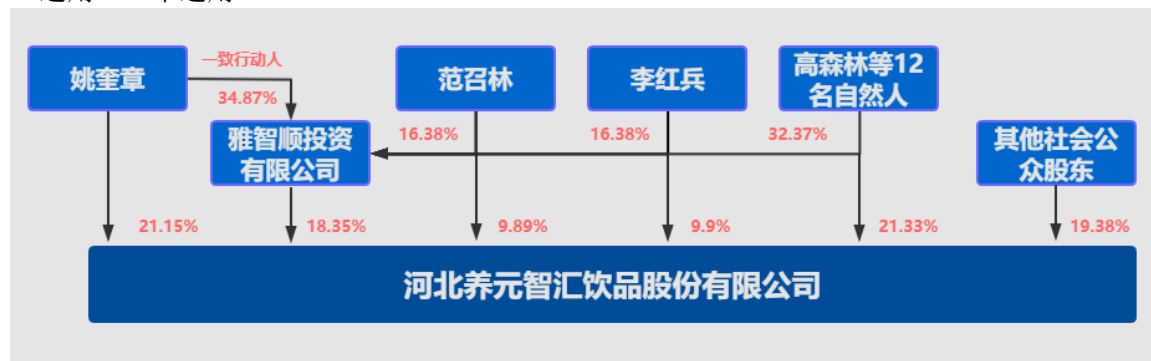 姚奎章
一致行动人
34.87%
范召林
李红兵
高森林等12
名自然人
雅智顺投资
有限公司
16.38%
16.38%
32.37%
其他社会公
众股东
21.15%
18.35%
9.89%
9.9%
21.33%
19.38%
河北养元智汇饮品股份有限公司